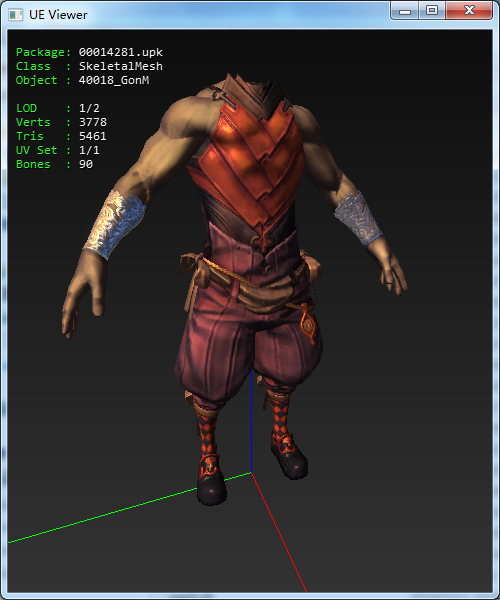 UE Viewer
Package: 00014281.upk
Class : SkeletalMesh
Object : 40018_GonM
LOD : 1/2
Verts : 3778
Tris : 5461
UV Set : 1/1
Bones : 90